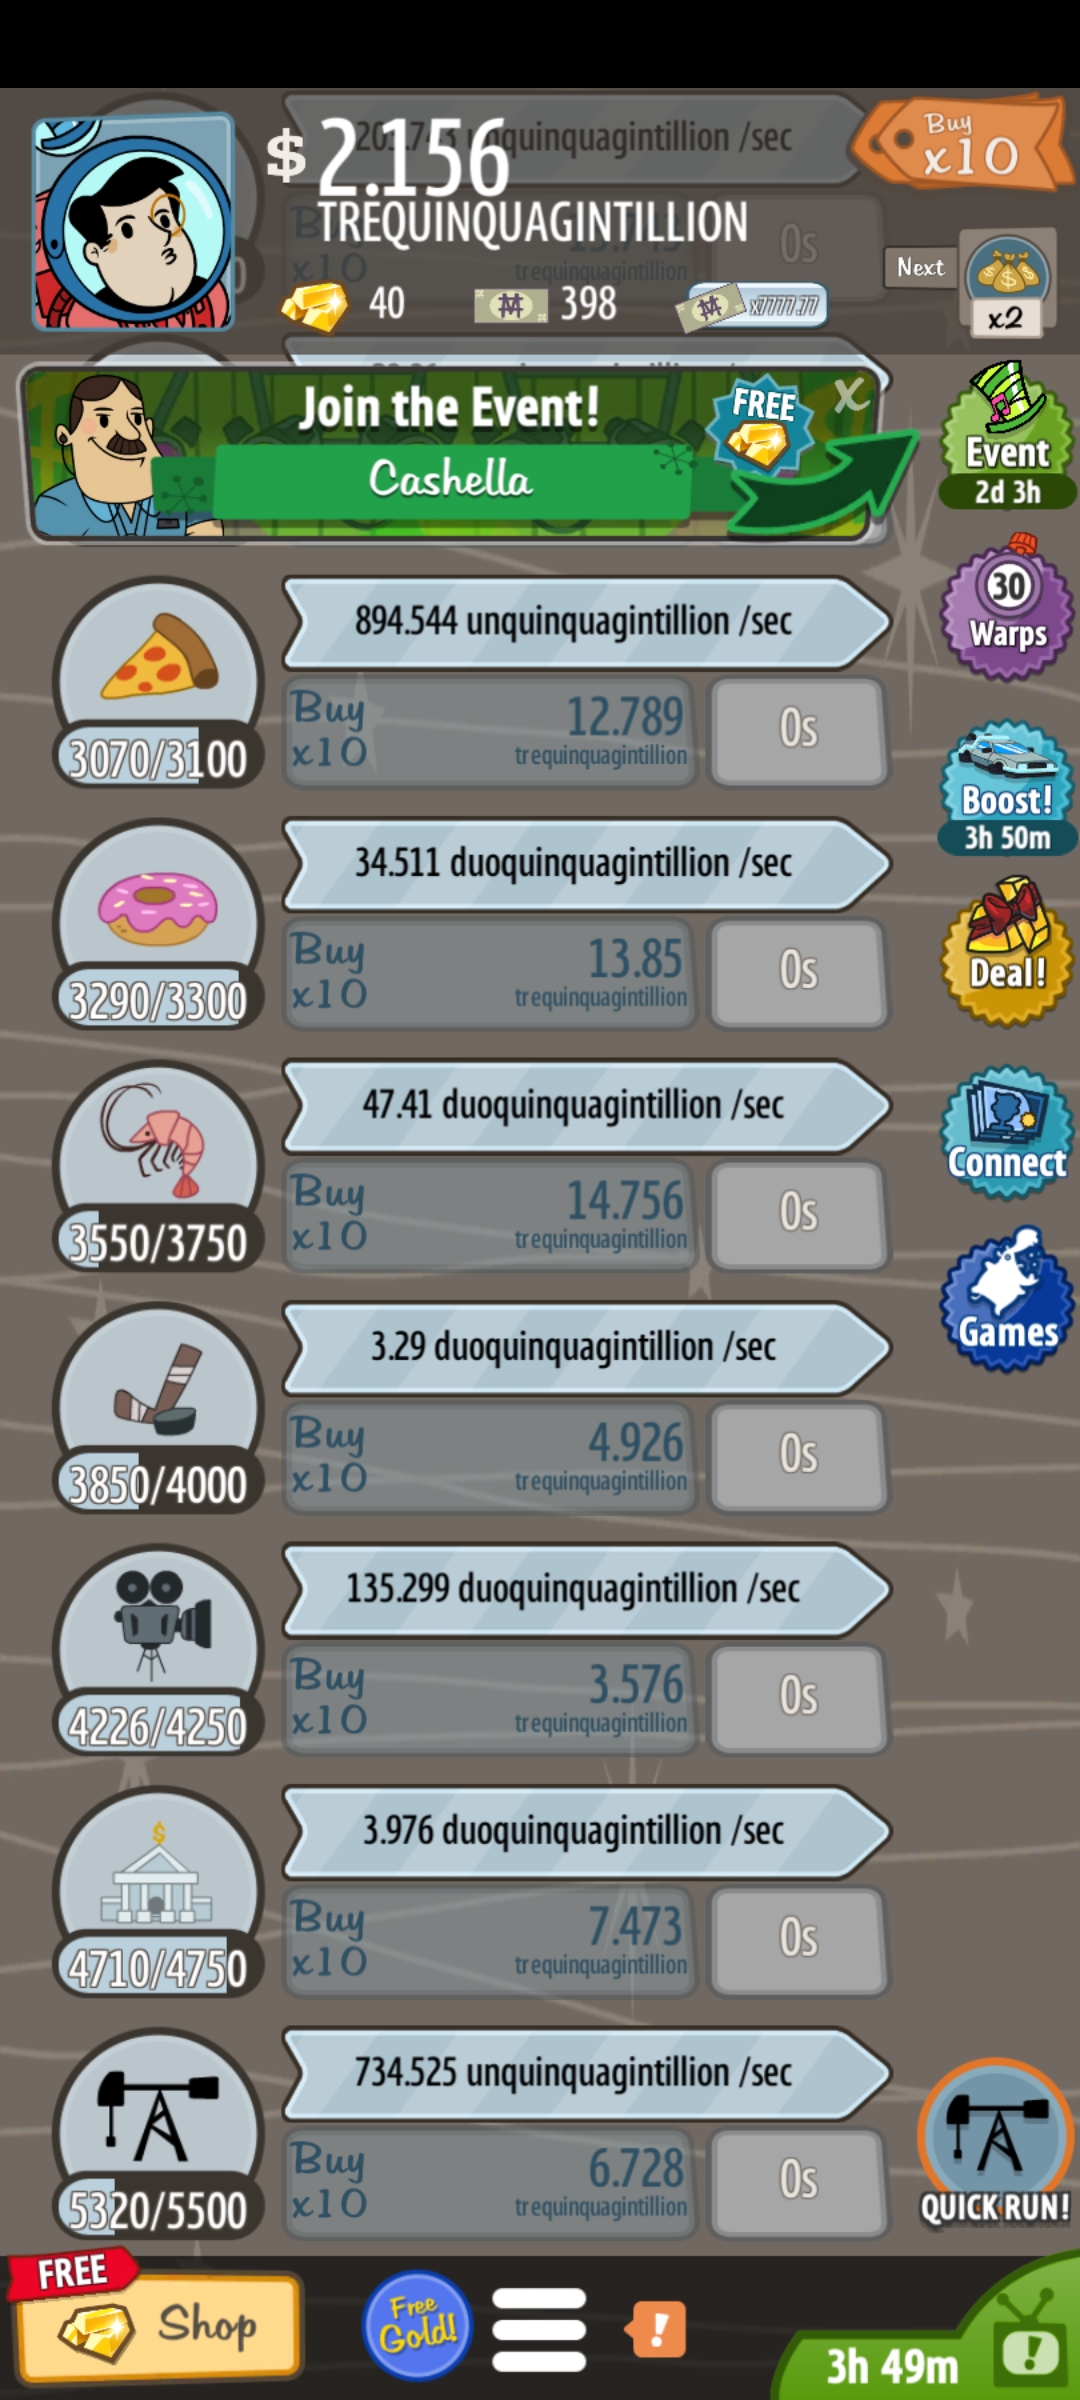 unquinquagintillion /sec
$ 2.156
TREQUINQUAGINTILLION
Buy
x10
trequinquagintillion
0s
Buy
x10
Next
x2
40
398
x7777.77
Join the Event!
Cashella
FREE
X
Event
2d 3h
894.544 unquinquagintillion /sec
3070/3100
Buy
x10
12.789
trequinquagintillion
0s
30
Warps
34.511 duoquinquagintillion /sec
3290/3300
Buy
x10
13.85
trequinquagintillion
0s
Boost!
3h 50m
Deal!
47.41 duoquinquagintillion /sec
3550/3750
Buy
x10
14.756
trequinquagintillion
0s
Connect
Games
3.29 duoquinquagintillion /sec
3850/4000
Buy
x10
4.926
trequinquagintillion
0s
135.299 duoquinquagintillion /sec
4226/4250
Buy
x10
3.576
trequinquagintillion
0s
$
3.976 duoquinquagintillion /sec
4710/4750
Buy
x10
7.473
trequinquagintillion
0s
734.525 unquinquagintillion /sec
5320/5500
Buy
x10
6.728
trequinquagintillion
0s
QUICK RUN!
FREE
Shop
Free
Gold!
!
3h 49m
!